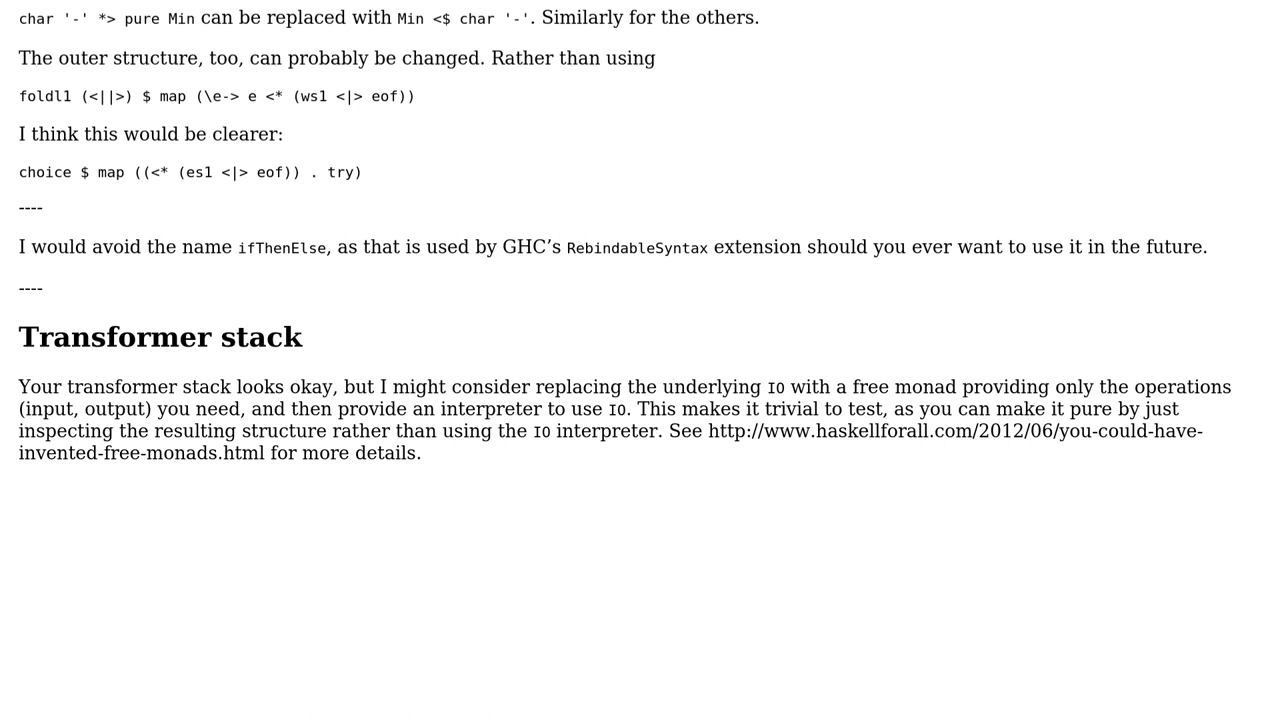 char '-' *> pure Min can be replaced with Min <$ char '-'. Similarly for the others.
The outer structure, too, can probably be changed. Rather than using
foldl1 (<||>) $ map (\e-> e <* (ws1 <|> eof))
I think this would be clearer:
choice $ map ((<* (es1 <|> eof)) . try)
----
I would avoid the name ifThenElse, as that is used by GHC’s RebindableSyntax extension should you ever want to use it in the future.
----
Transformer stack
Your transformer stack looks okay, but I might consider replacing the underlying IO with a free monad providing only the operations
(input, output) you need, and then provide an interpreter to use IO. This makes it trivial to test, as you can make it pure by just
inspecting the resulting structure rather than using the IO interpreter. See http://www.haskellforall.com/2012/06/you-could-have-
invented-free-monads.html for more details.